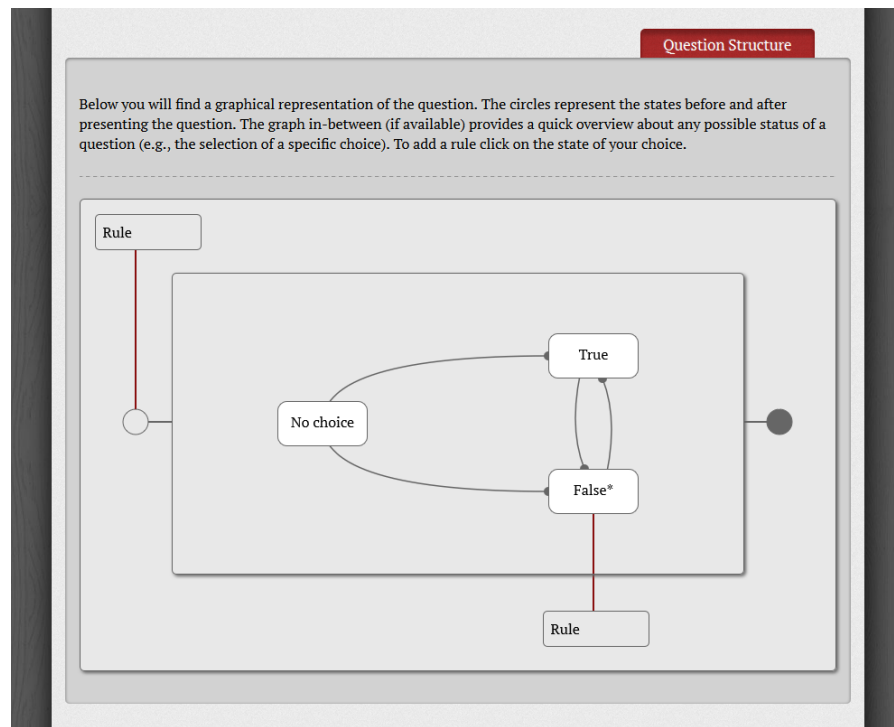 Question Structure
Below you will find a graphical representation of the question. The circles represent the states before and after
presenting the question. The graph in-between (if available) provides a quick overview about any possible status of a
question (e.g., the selection of a specific choice). To add a rule click on the state of your choice.
Rule
True
No choice
False*
Rule